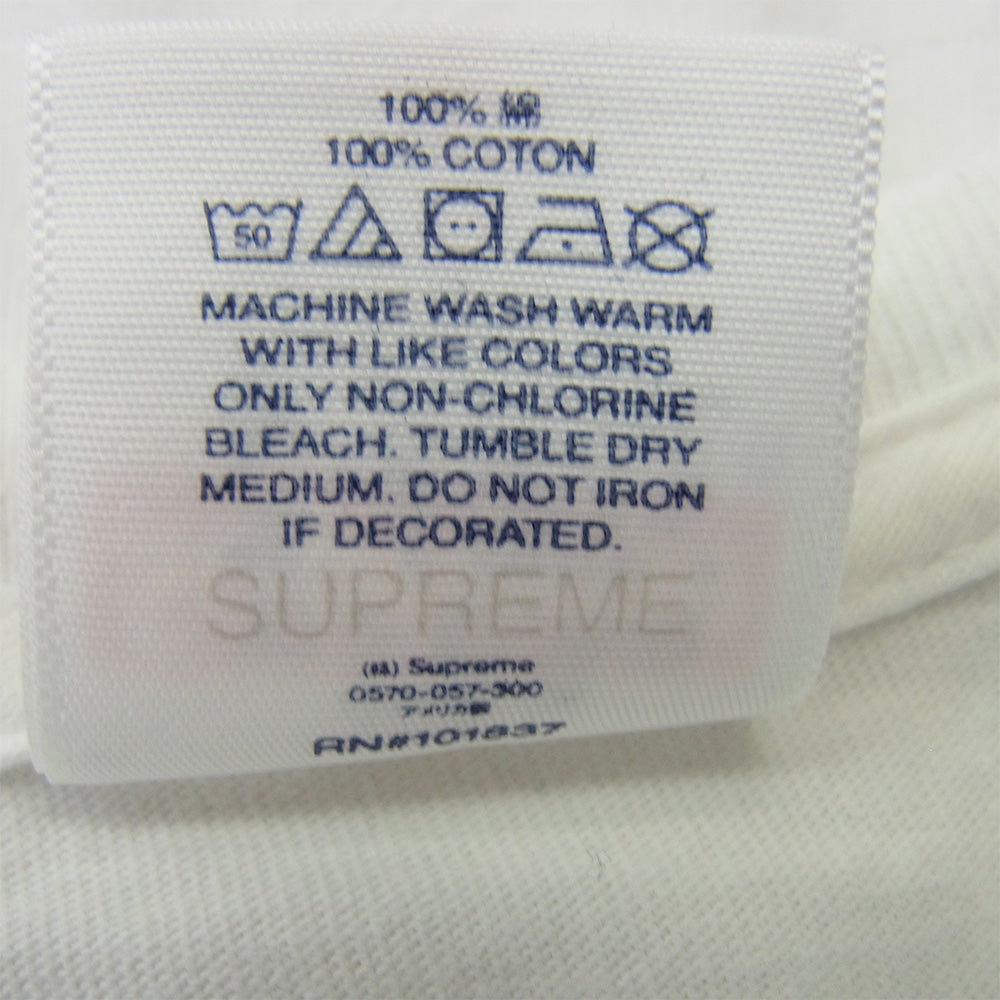 100% 綿
100% COTON
50
MACHINE WASH WARM
WITH LIKE COLORS
ONLY NON-CHLORINE
BLEACH. TUMBLE DRY
MEDIUM. DO NOT IRON
IF DECORATED.
SUPREME
(株) Supreme
0570-057-300
アメリカ製
RN#101837